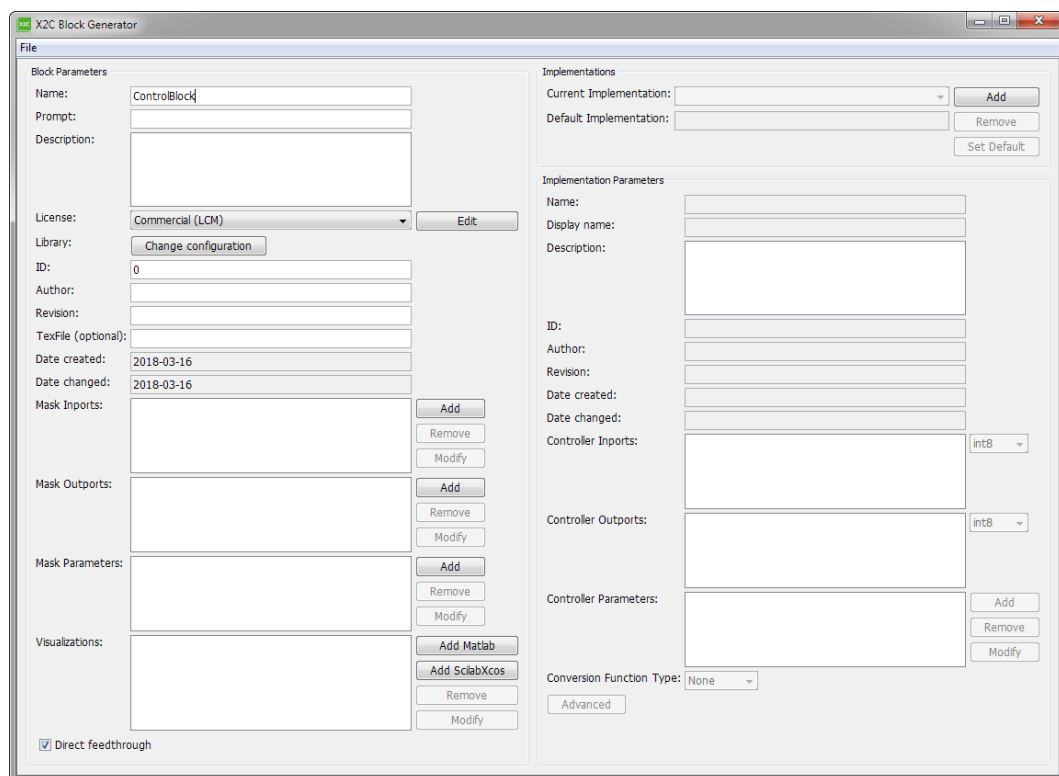 X2C X2C Block Generator
File
Block Parameters
Name: ControlBlock
Prompt:
Description:
License: Commercial (LCM) Edit
Library: Change configuration
ID: 0
Author:
Revision:
TexFile (optional):
Date created: 2018-03-16
Date changed: 2018-03-16
Mask Inports: Add
Remove
Modify
Mask Outports: Add
Remove
Modify
Mask Parameters: Add
Remove
Modify
Visualizations: Add Matlab
Add ScilabXcos
Remove
Modify
Direct feedthrough
Implementations
Current Implementation: Add
Default Implementation: Remove
Set Default
Implementation Parameters
Name:
Display name:
Description:
ID:
Author:
Revision:
Date created:
Date changed:
Controller Inports: int8
Controller Outports: int8
Controller Parameters: Add
Remove
Modify
Conversion Function Type: None
Advanced